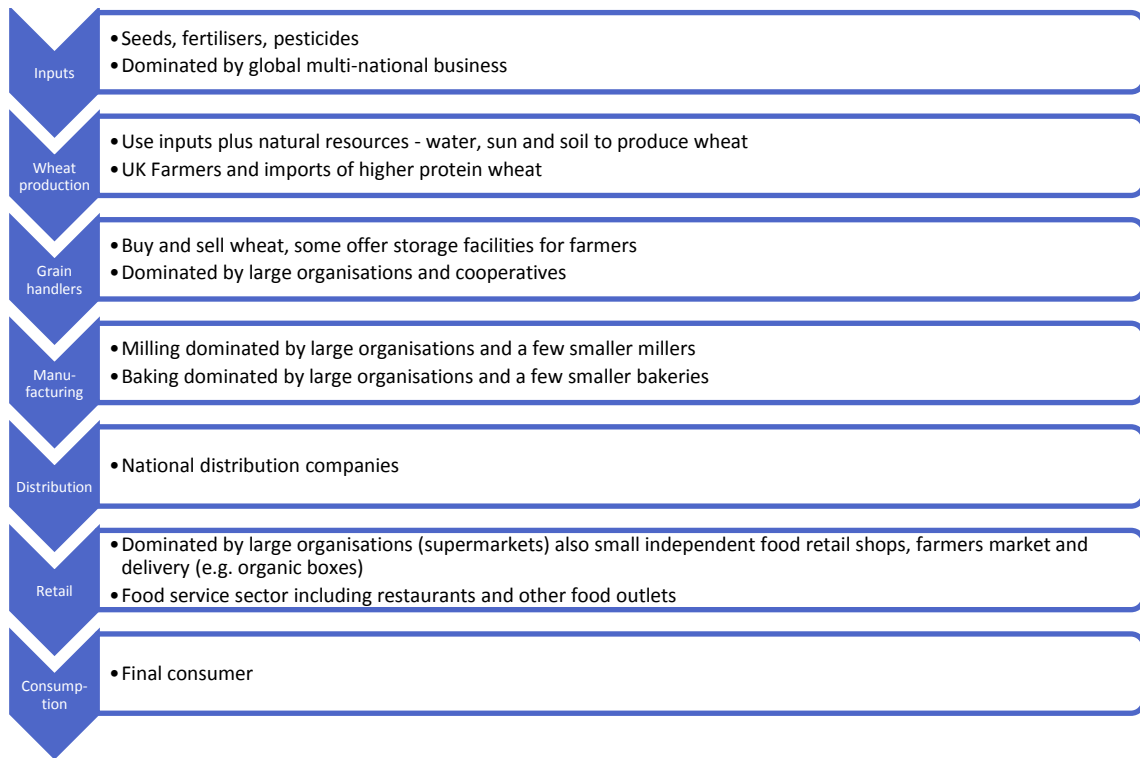 Inputs
•Seeds, fertilisers, pesticides
•Dominated by global multi-national business
Wheat
production
•Use inputs plus natural resources - water, sun and soil to produce wheat
•UK Farmers and imports of higher protein wheat
Grain
handlers
•Buy and sell wheat, some offer storage facilities for farmers
•Dominated by large organisations and cooperatives
Manu-
facturing
•Milling dominated by large organisations and a few smaller millers
•Baking dominated by large organisations and a few smaller bakeries
Distribution
•National distribution companies
Retail
•Dominated by large organisations (supermarkets) also small independent food retail shops, farmers market and
delivery (e.g. organic boxes)
•Food service sector including restaurants and other food outlets
Consump-
tion
•Final consumer